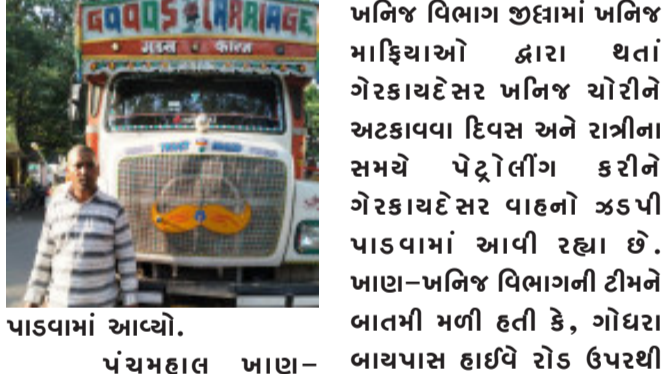 GOODS CARRIAGE
પાડવામાં આવ્યો.
પંચમહાલ ખાણ-
ખનિજ વિભાગ જીલ્લામાં ખનિજ
માફિયાઓ દ્વારા થતાં
ગેરકાયદેસર ખનિજ ચોરીને
અટકાવવા દિવસ અને રાત્રીના
સમયે પેટ્રોલીંગ કરીને
ગેરકાયદેસર વાહનો ઝડપી
પાડવામાં આવી રહ્યા છે.
ખાણ-ખનિજ વિભાગની ટીમને
બાતમી મળી હતી કે, ગોધરા
બાયપાસ હાઈવે રોડ ઉપરથી